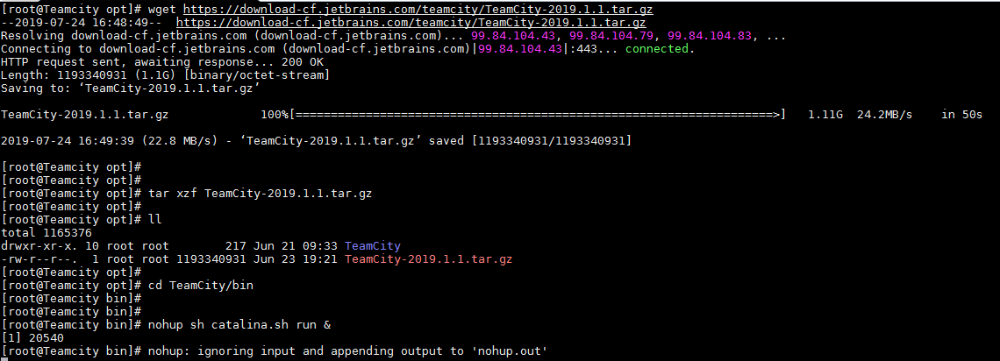 [root@Teamcity opt]# wget https://download-cf.jetbrains.com/teamcity/TeamCity-2019.1.1.tar.gz
--2019-07-24 16:48:49--  https://download-cf.jetbrains.com/teamcity/TeamCity-2019.1.1.tar.gz
Resolving download-cf.jetbrains.com (download-cf.jetbrains.com)... 99.84.104.43, 99.84.104.79, 99.84.104.83, ...
Connecting to download-cf.jetbrains.com (download-cf.jetbrains.com)|99.84.104.43|:443... connected.
HTTP request sent, awaiting response... 200 OK
Length: 1193340931 (1.1G) [binary/octet-stream]
Saving to: ‘TeamCity-2019.1.1.tar.gz’
TeamCity-2019.1.1.tar.gz             100%[====================================================================>]   1.11G  24.2MB/s    in 50s
2019-07-24 16:49:39 (22.8 MB/s) - ‘TeamCity-2019.1.1.tar.gz’ saved [1193340931/1193340931]
[root@Teamcity opt]#
[root@Teamcity opt]#
[root@Teamcity opt]# tar xzf TeamCity-2019.1.1.tar.gz
[root@Teamcity opt]#
[root@Teamcity opt]# ll
total 1165376
drwxr-xr-x. 10 root root        217 Jun 21 09:33 TeamCity
-rw-r--r--.  1 root root 1193340931 Jun 23 19:21 TeamCity-2019.1.1.tar.gz
[root@Teamcity opt]#
[root@Teamcity opt]# cd TeamCity/bin
[root@Teamcity bin]#
[root@Teamcity bin]#
[root@Teamcity bin]# nohup sh catalina.sh run &
[1] 20540
[root@Teamcity bin]# nohup: ignoring input and appending output to 'nohup.out'